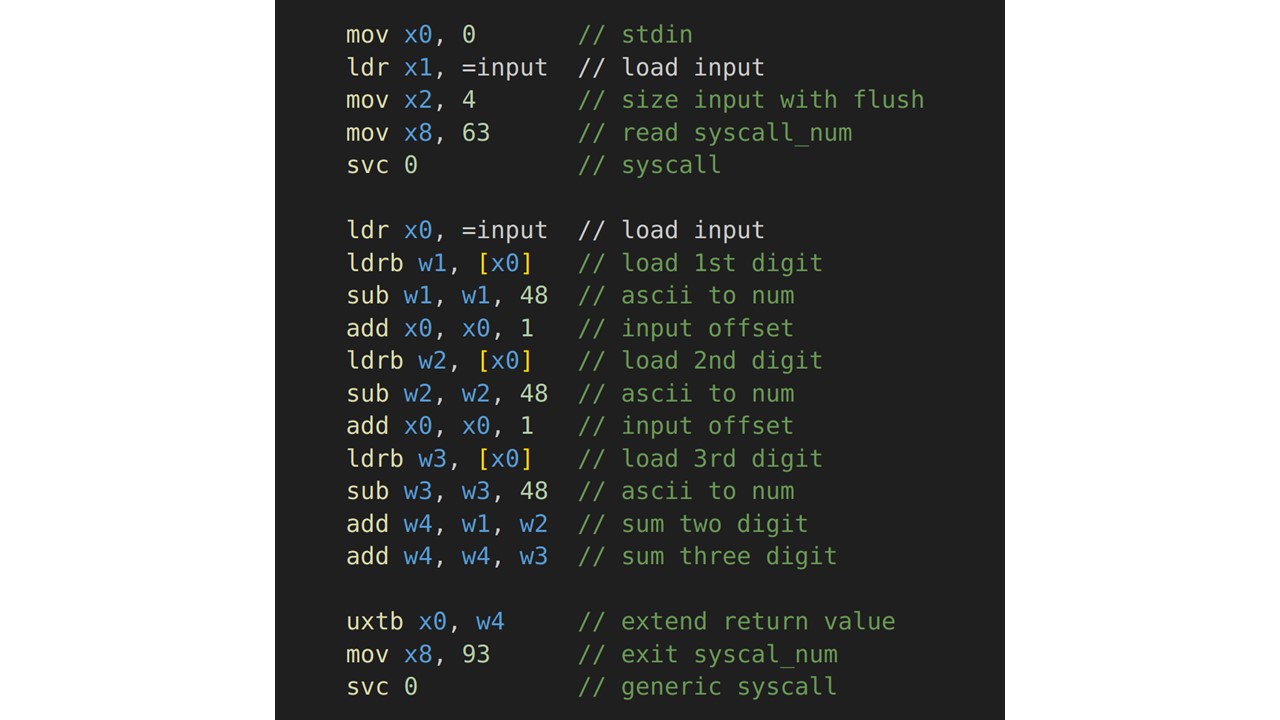 mov x0, 0       // stdin
ldr x1, =input  // load input
mov x2, 4       // size input with flush
mov x8, 63      // read syscall_num
svc 0           // syscall
ldr x0, =input  // load input
ldrb w1, [x0]   // load 1st digit
sub w1, w1, 48  // ascii to num
add x0, x0, 1   // input offset
ldrb w2, [x0]   // load 2nd digit
sub w2, w2, 48  // ascii to num
add x0, x0, 1   // input offset
ldrb w3, [x0]   // load 3rd digit
sub w3, w3, 48  // ascii to num
add w4, w1, w2  // sum two digit
add w4, w4, w3  // sum three digit
uxtb x0, w4     // extend return value
mov x8, 93      // exit syscal_num
svc 0           // generic syscall